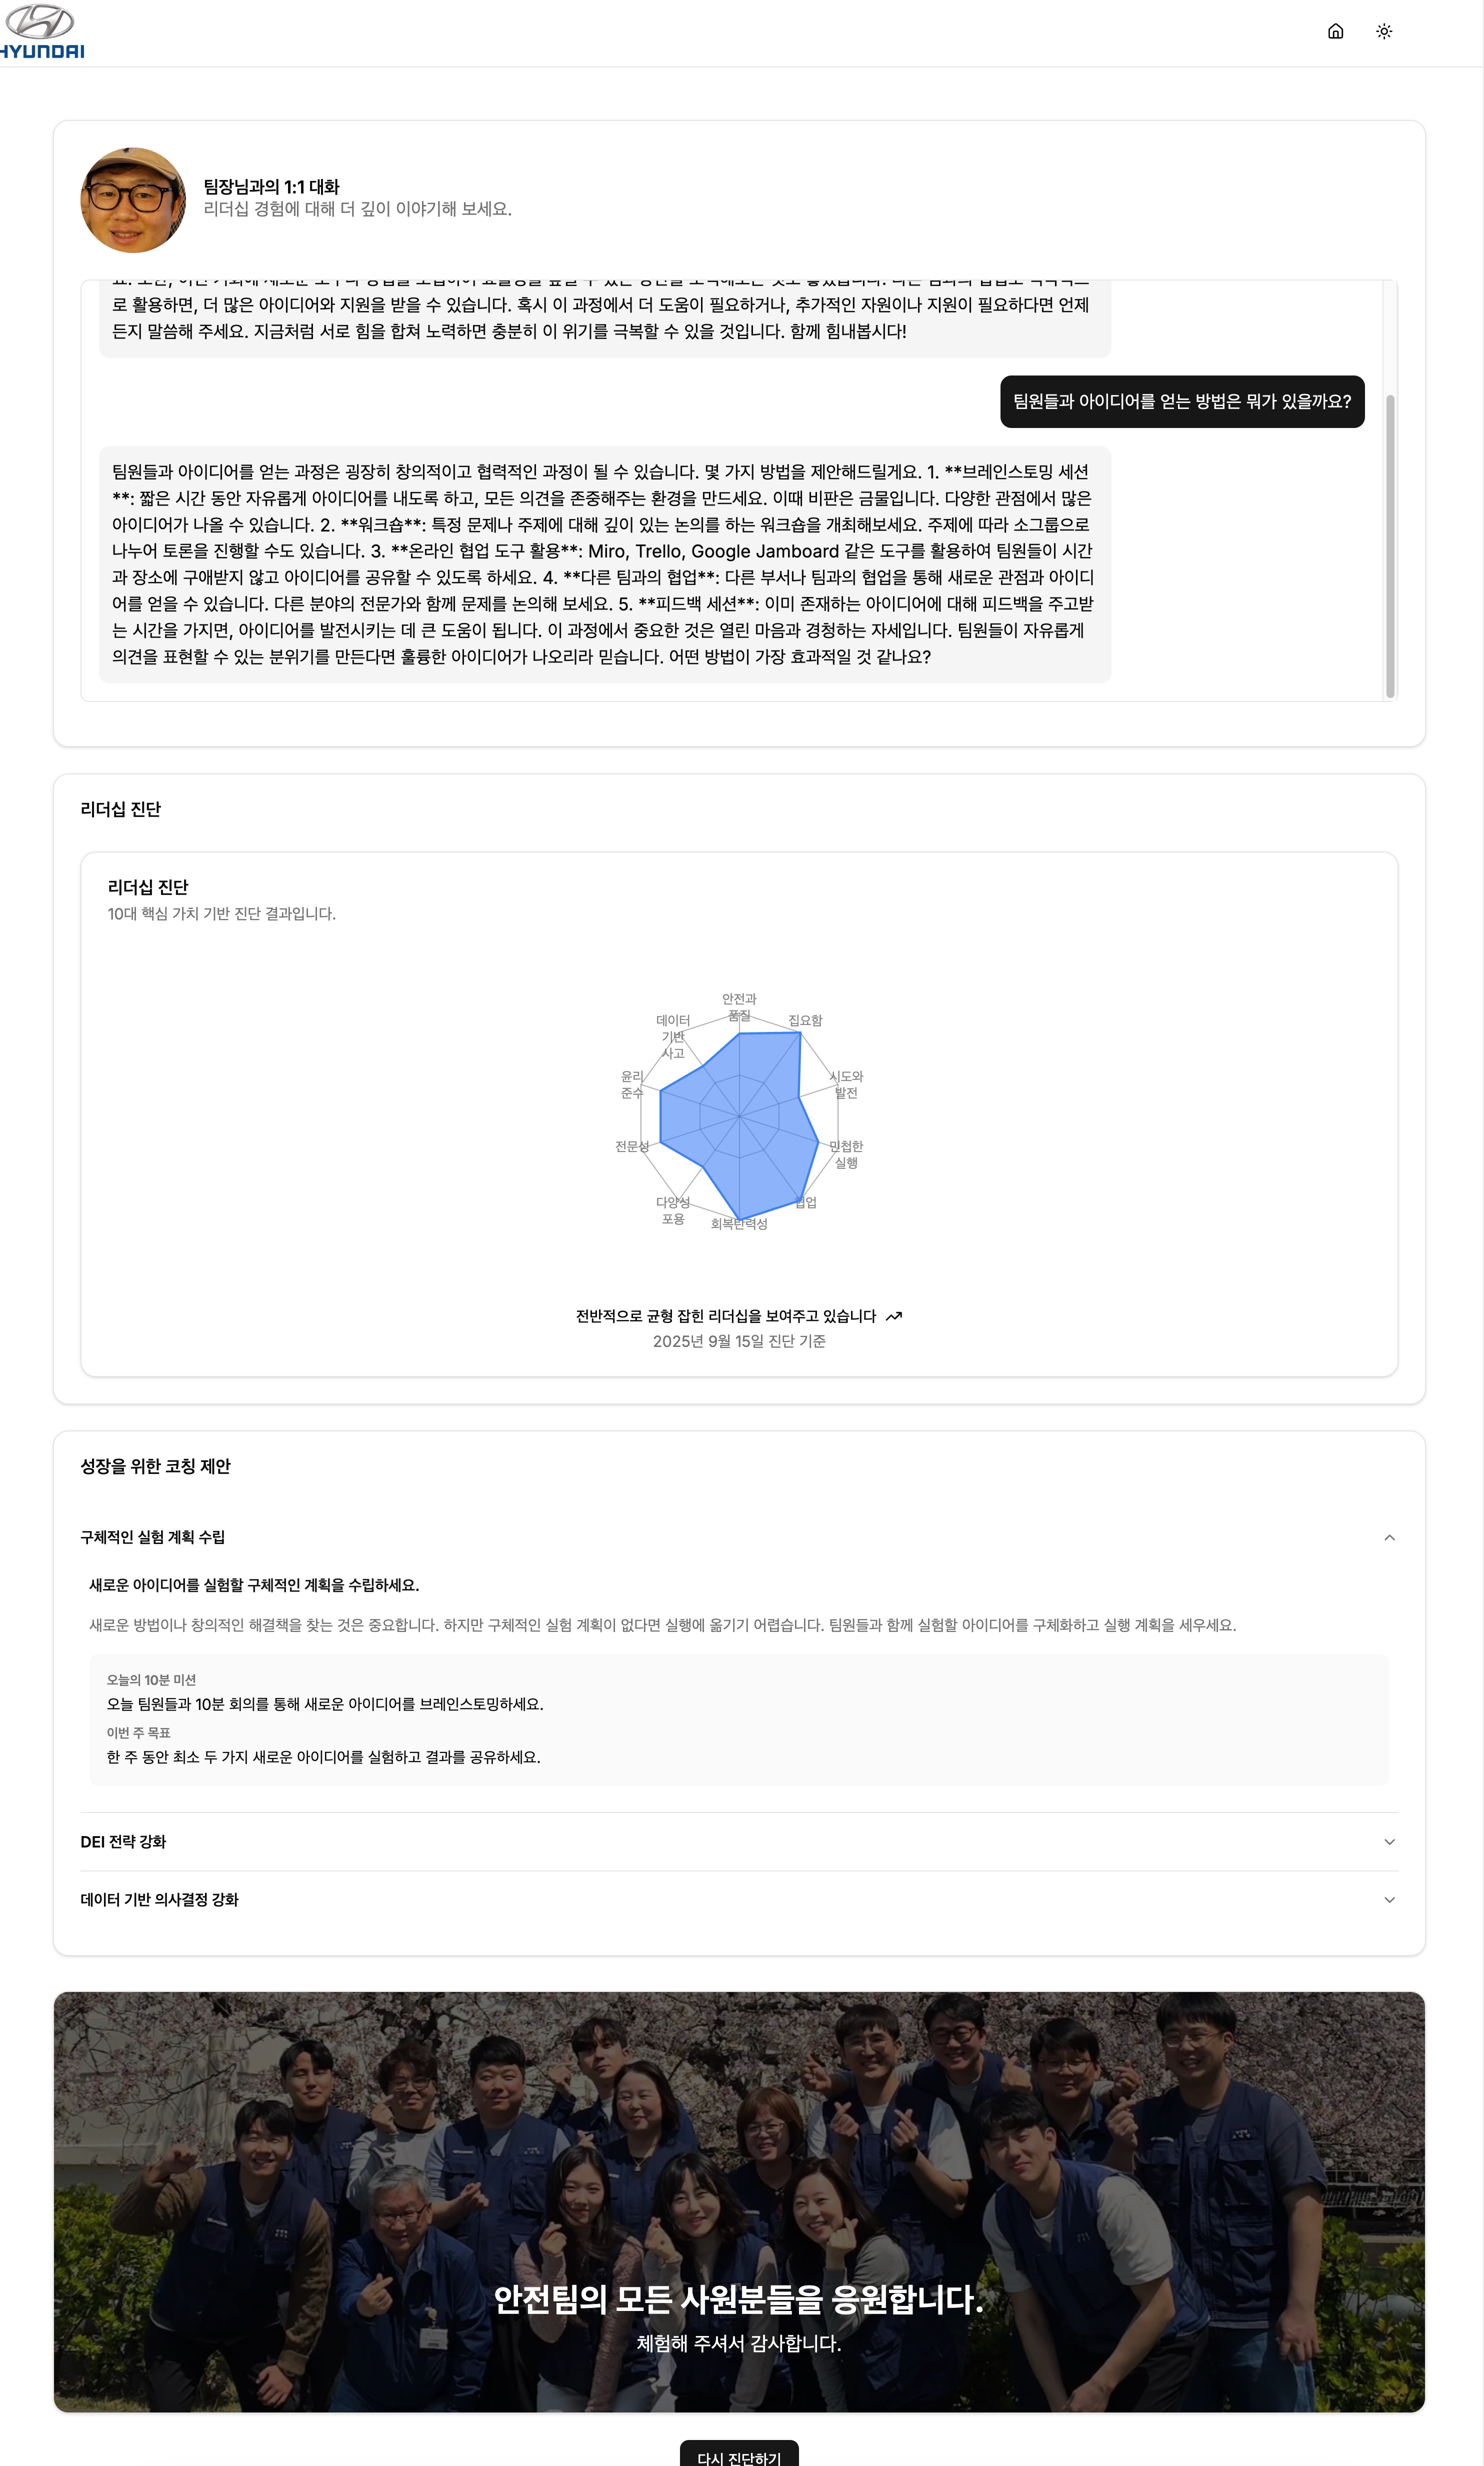 HYUNDAI
팀장님과의 1:1 대화
리더십 경험에 대해 더 깊이 이야기해 보세요.
로 활용하면, 더 많은 아이디어와 지원을 받을 수 있습니다. 혹시 이 과정에서 더 도움이 필요하거나, 추가적인 자원이나 지원이 필요하다면 언제
든지 말씀해 주세요. 지금처럼 서로 힘을 합쳐 노력하면 충분히 이 위기를 극복할 수 있을 것입니다. 함께 힘내봅시다!
팀원들과 아이디어를 얻는 방법은 뭐가 있을까요?
팀원들과 아이디어를 얻는 과정은 굉장히 창의적이고 협력적인 과정이 될 수 있습니다. 몇 가지 방법을 제안해드릴게요. 1. **브레인스토밍 세션
**: 짧은 시간 동안 자유롭게 아이디어를 내도록 하고, 모든 의견을 존중해주는 환경을 만드세요. 이때 비판은 금물입니다. 다양한 관점에서 많은
아이디어가 나올 수 있습니다. 2. **워크숍**: 특정 문제나 주제에 대해 깊이 있는 논의를 하는 워크숍을 개최해보세요. 주제에 따라 소그룹으로
나누어 토론을 진행할 수도 있습니다. 3. **온라인 협업 도구 활용**: Miro, Trello, Google Jamboard 같은 도구를 활용하여 팀원들이 시간
과 장소에 구애받지 않고 아이디어를 공유할 수 있도록 하세요. 4. **다른 팀과의 협업**: 다른 부서나 팀과의 협업을 통해 새로운 관점과 아이디
어를 얻을 수 있습니다. 다른 분야의 전문가와 함께 문제를 논의해 보세요. 5. **피드백 세션**: 이미 존재하는 아이디어에 대해 피드백을 주고받
는 시간을 가지면, 아이디어를 발전시키는 데 큰 도움이 됩니다. 이 과정에서 중요한 것은 열린 마음과 경청하는 자세입니다. 팀원들이 자유롭게
의견을 표현할 수 있는 분위기를 만든다면 훌륭한 아이디어가 나오리라 믿습니다. 어떤 방법이 가장 효과적일 것 같나요?
리더십 진단
리더십 진단
10대 핵심 가치 기반 진단 결과입니다.
안전과
품질
집요함
시도와
발전
민첩한
실행
협업
회복탄력성
다양성
포용
전문성
윤리
준수
데이터
기반
사고
전반적으로 균형 잡힌 리더십을 보여주고 있습니다
2025년 9월 15일 진단 기준
성장을 위한 코칭 제안
구체적인 실험 계획 수립
새로운 아이디어를 실험할 구체적인 계획을 수립하세요.
새로운 방법이나 창의적인 해결책을 찾는 것은 중요합니다. 하지만 구체적인 실험 계획이 없다면 실행에 옮기기 어렵습니다. 팀원들과 함께 실험할 아이디어를 구체화하고 실행 계획을 세우세요.
오늘의 10분 미션
오늘 팀원들과 10분 회의를 통해 새로운 아이디어를 브레인스토밍하세요.
이번 주 목표
한 주 동안 최소 두 가지 새로운 아이디어를 실험하고 결과를 공유하세요.
DEI 전략 강화
데이터 기반 의사결정 강화
안전팀의 모든 사원분들을 응원합니다.
체험해 주셔서 감사합니다.
다시 진단하기